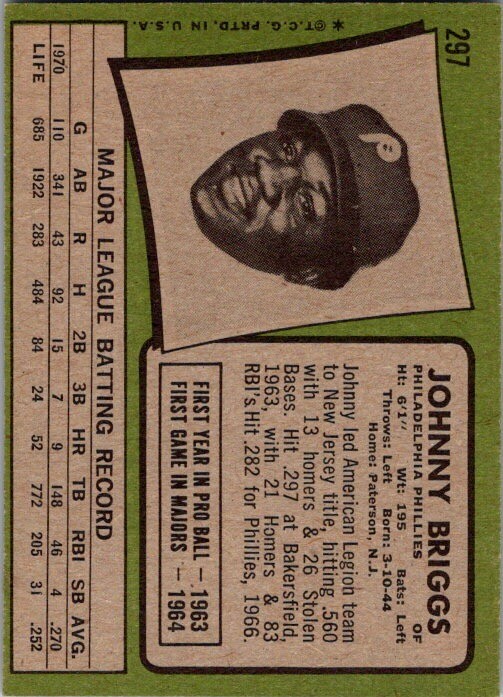 297
JOHNNY BRIGGS
OF
PHILADELPHIA PHILLIES
Ht: 6'1" Wt: 195 Bats: Left
Throws: Left Born: 3-10-44
Home: Paterson, N.J.
Johnny led American Legion team
to New Jersey title, hitting .560
with 13 homers & 26 Stolen
Bases. Hit .297 at Bakersfield,
1963, with 21 Homers & 83
RBI's. Hit .282 for Phillies, 1966.
FIRST YEAR IN PRO BALL — 1963
FIRST GAME IN MAJORS — 1964
MAJOR LEAGUE BATTING RECORD
G AB R H 2B 3B HR TB RBI SB AVG.
1970 110 341 43 92 15 7 9 148 46 4 .270
LIFE 685 1922 283 484 84 24 52 772 205 31 .252
* ©T.C.G. PRTD. IN U.S.A.
P